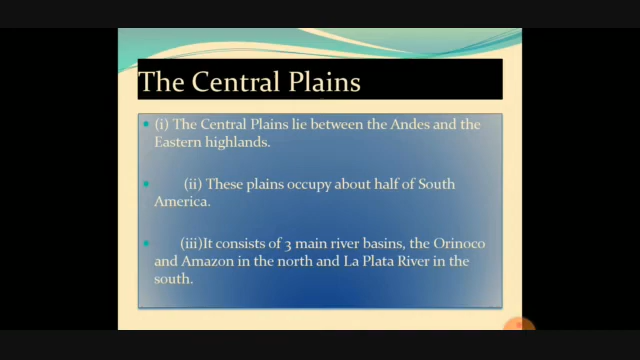 The Central Plains
(i) The Central Plains lie between the Andes and the
Eastern highlands.
(ii) These plains occupy about half of South
America.
(iii)It consists of 3 main river basins, the Orinoco
and Amazon in the north and La Plata River in the
south.